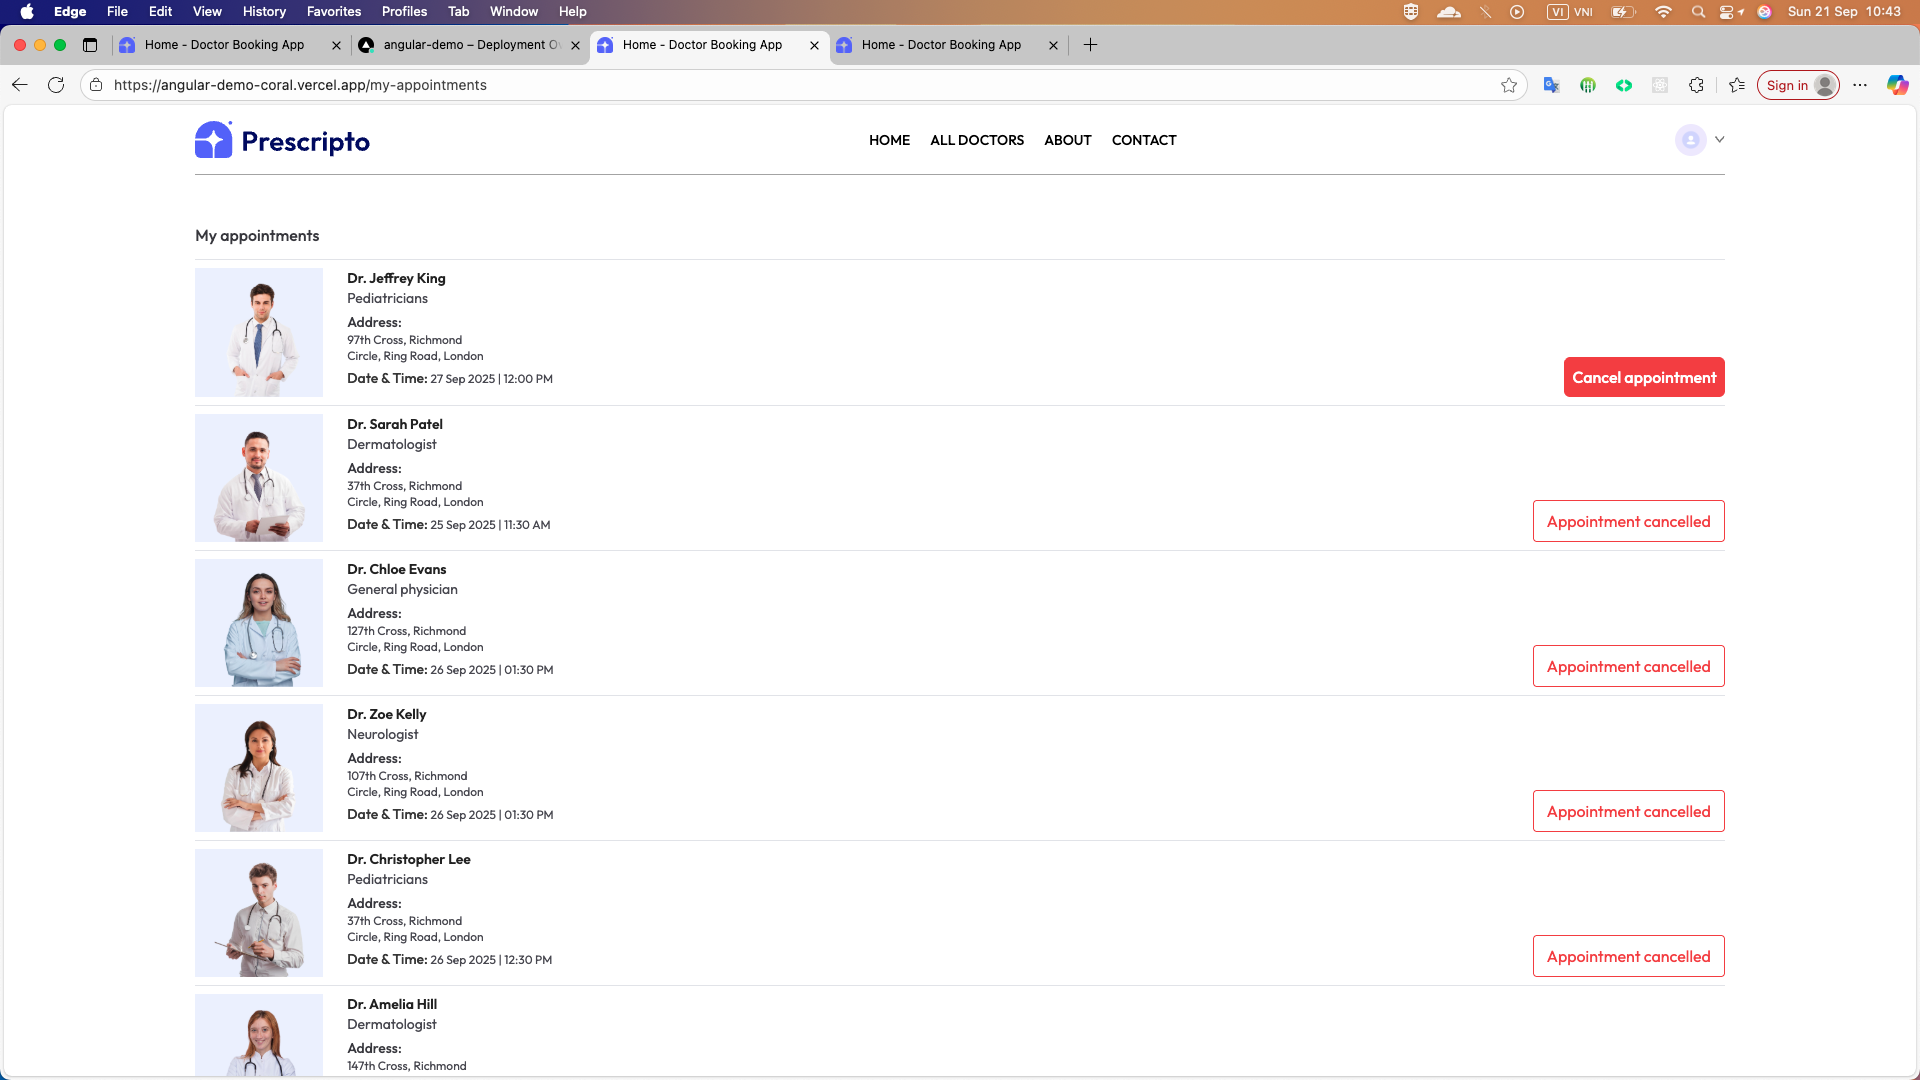 Edge File Edit View History Favorites Profiles Tab Window Help VI VNI Sun 21 Sep 10:43
Home - Doctor Booking App angular-demo – Deployment O Home - Doctor Booking App Home - Doctor Booking App
https://angular-demo-coral.vercel.app/my-appointments Sign in
Prescripto HOME ALL DOCTORS ABOUT CONTACT
My appointments
Dr. Jeffrey King
Pediatricians
Address:
97th Cross, Richmond
Circle, Ring Road, London
Date & Time: 27 Sep 2025 | 12:00 PM
Cancel appointment
Dr. Sarah Patel
Dermatologist
Address:
37th Cross, Richmond
Circle, Ring Road, London
Date & Time: 25 Sep 2025 | 11:30 AM
Appointment cancelled
Dr. Chloe Evans
General physician
Address:
127th Cross, Richmond
Circle, Ring Road, London
Date & Time: 26 Sep 2025 | 01:30 PM
Appointment cancelled
Dr. Zoe Kelly
Neurologist
Address:
107th Cross, Richmond
Circle, Ring Road, London
Date & Time: 26 Sep 2025 | 01:30 PM
Appointment cancelled
Dr. Christopher Lee
Pediatricians
Address:
37th Cross, Richmond
Circle, Ring Road, London
Date & Time: 26 Sep 2025 | 12:30 PM
Appointment cancelled
Dr. Amelia Hill
Dermatologist
Address:
147th Cross, Richmond